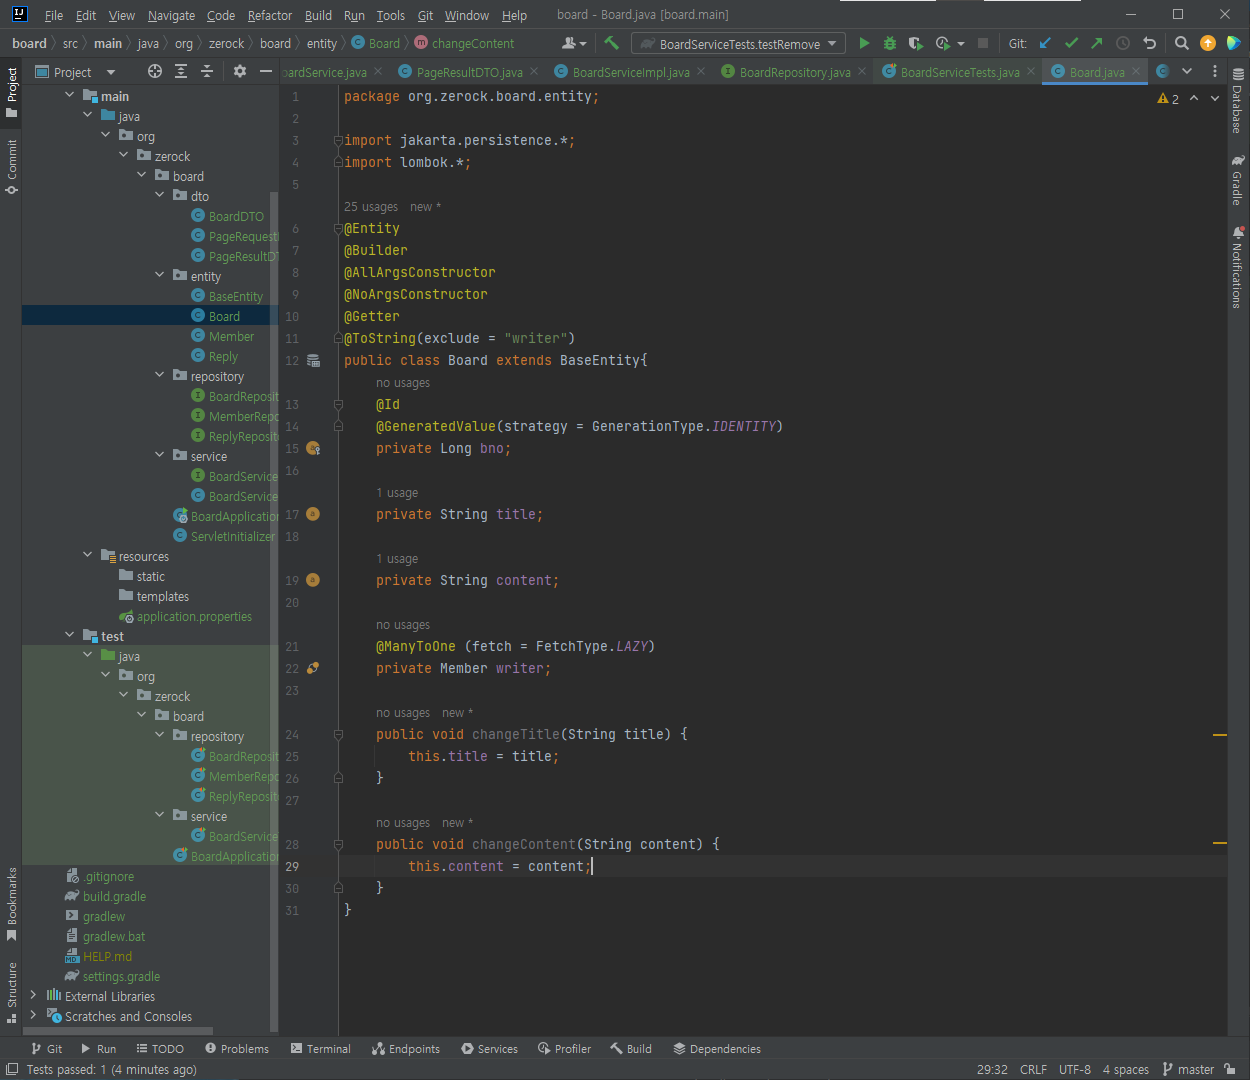 File Edit View Navigate Code Refactor Build Run Tools Git Window Help board - Board.java [board.main]
board src main java org zerock board entity Board changeContent BoardServiceTests.testRemove Git:
Project
BoardService.java PageResultDTO.java BoardServiceImpl.java BoardRepository.java BoardServiceTests.java Board.java
main
java
org
zerock
board
dto
BoardDTO
PageRequest
PageResultDT
entity
BaseEntity
Board
Member
Reply
repository
BoardReposit
MemberRepo
ReplyReposit
service
BoardService
BoardService
BoardApplication
ServletInitializer
resources
static
templates
application.properties
test
java
org
zerock
board
repository
BoardReposit
MemberRepo
ReplyReposit
service
BoardService
BoardApplication
.gitignore
build.gradle
gradlew
gradlew.bat
HELP.md
settings.gradle
External Libraries
Scratches and Consoles
Project
Commit
Bookmarks
Structure
1 package org.zerock.board.entity;
2
3 import jakarta.persistence.*;
4 import lombok.*;
5
25 usages new *
6 @Entity
7 @Builder
8 @AllArgsConstructor
9 @NoArgsConstructor
10 @Getter
11 @ToString(exclude = "writer")
12 public class Board extends BaseEntity{
no usages
13 @Id
14 @GeneratedValue(strategy = GenerationType.IDENTITY)
15 private Long bno;
16
1 usage
17 private String title;
18
1 usage
19 private String content;
20
no usages
21 @ManyToOne (fetch = FetchType.LAZY)
22 private Member writer;
23
no usages new *
24 public void changeTitle(String title) {
25 this.title = title;
26 }
27
no usages new *
28 public void changeContent(String content) {
29 this.content = content;
30 }
31 }
2
Database
Gradle
Notifications
Git Run TODO Problems Terminal Endpoints Services Profiler Build Dependencies
Tests passed: 1 (4 minutes ago) 29:32 CRLF UTF-8 4 spaces master